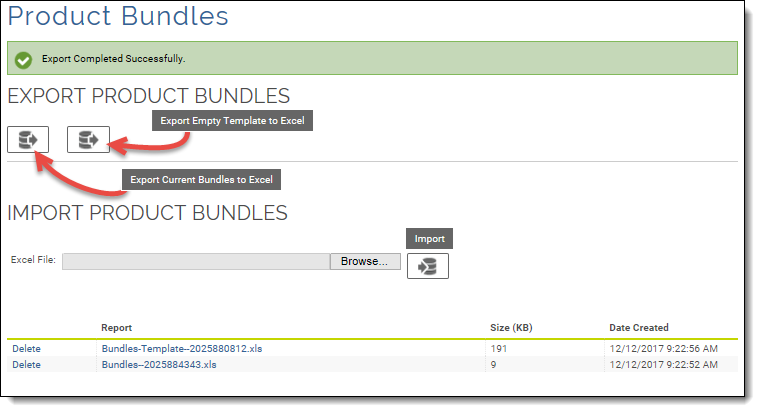 Product Bundles
Export Completed Successfully.
EXPORT PRODUCT BUNDLES
Export Empty Template to Excel
Export Current Bundles to Excel
IMPORT PRODUCT BUNDLES
Import
Excel File: Browse...
Report Size (KB) Date Created
Delete Bundles-Template--2025880812.xls 191 12/12/2017 9:22:56 AM
Delete Bundles--2025884343.xls 9 12/12/2017 9:22:52 AM